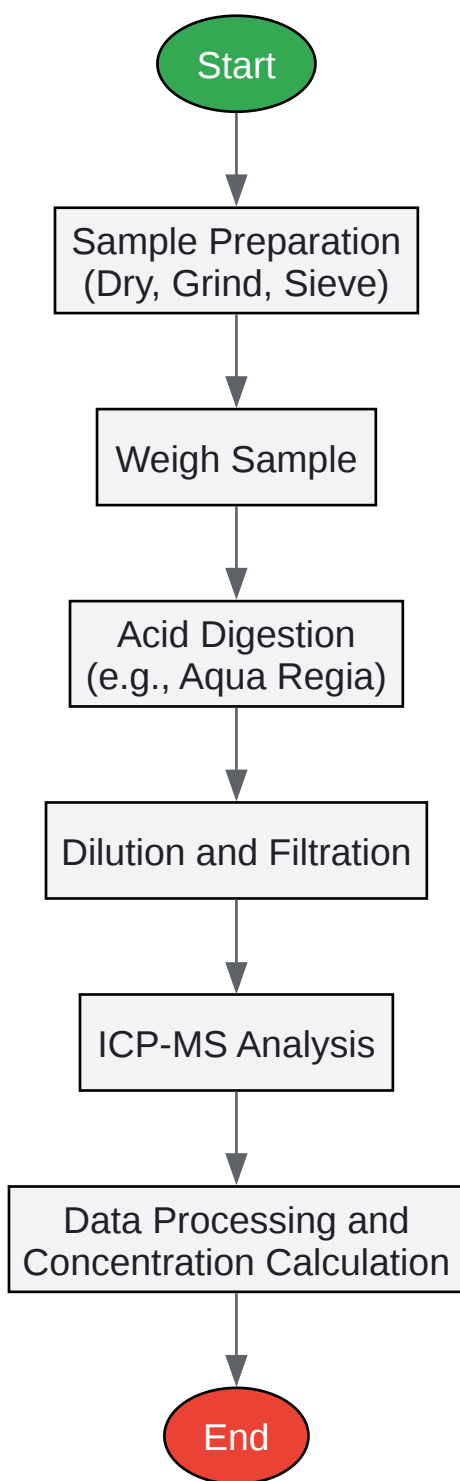 Start
Sample Preparation
(Dry, Grind, Sieve)
Weigh Sample
Acid Digestion
(e.g., Aqua Regia)
Dilution and Filtration
ICP-MS Analysis
Data Processing and
Concentration Calculation
End